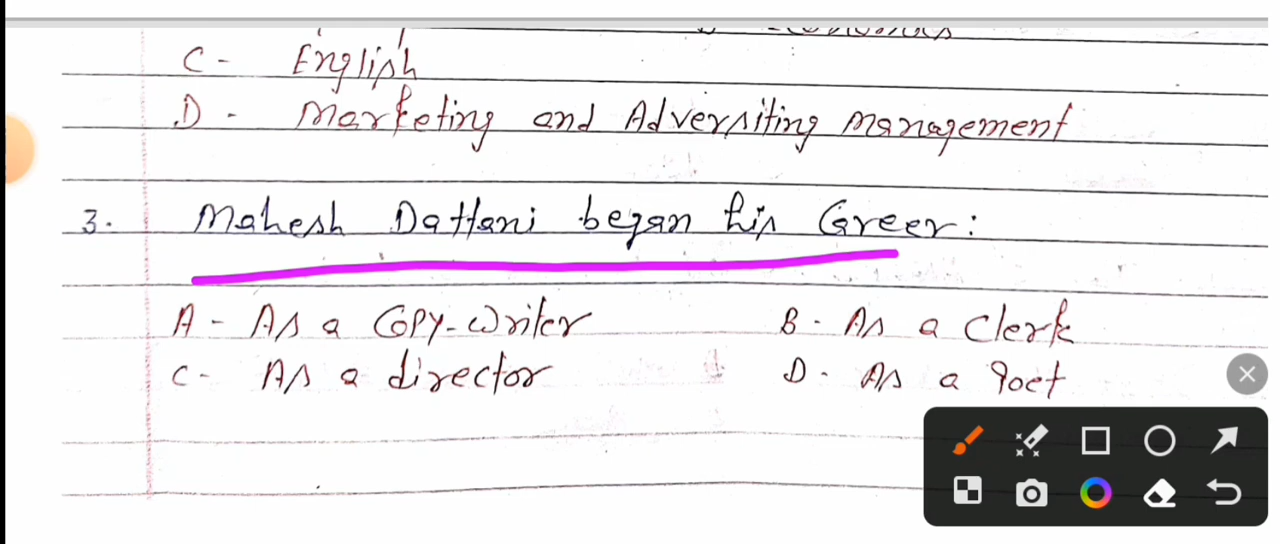 C - English
D - Marketing and Adversiting management
3. Mahesh Dattani began his Career:
A - As a Copy-Writer B - As a Clerk
C - As a director D - As a Poet